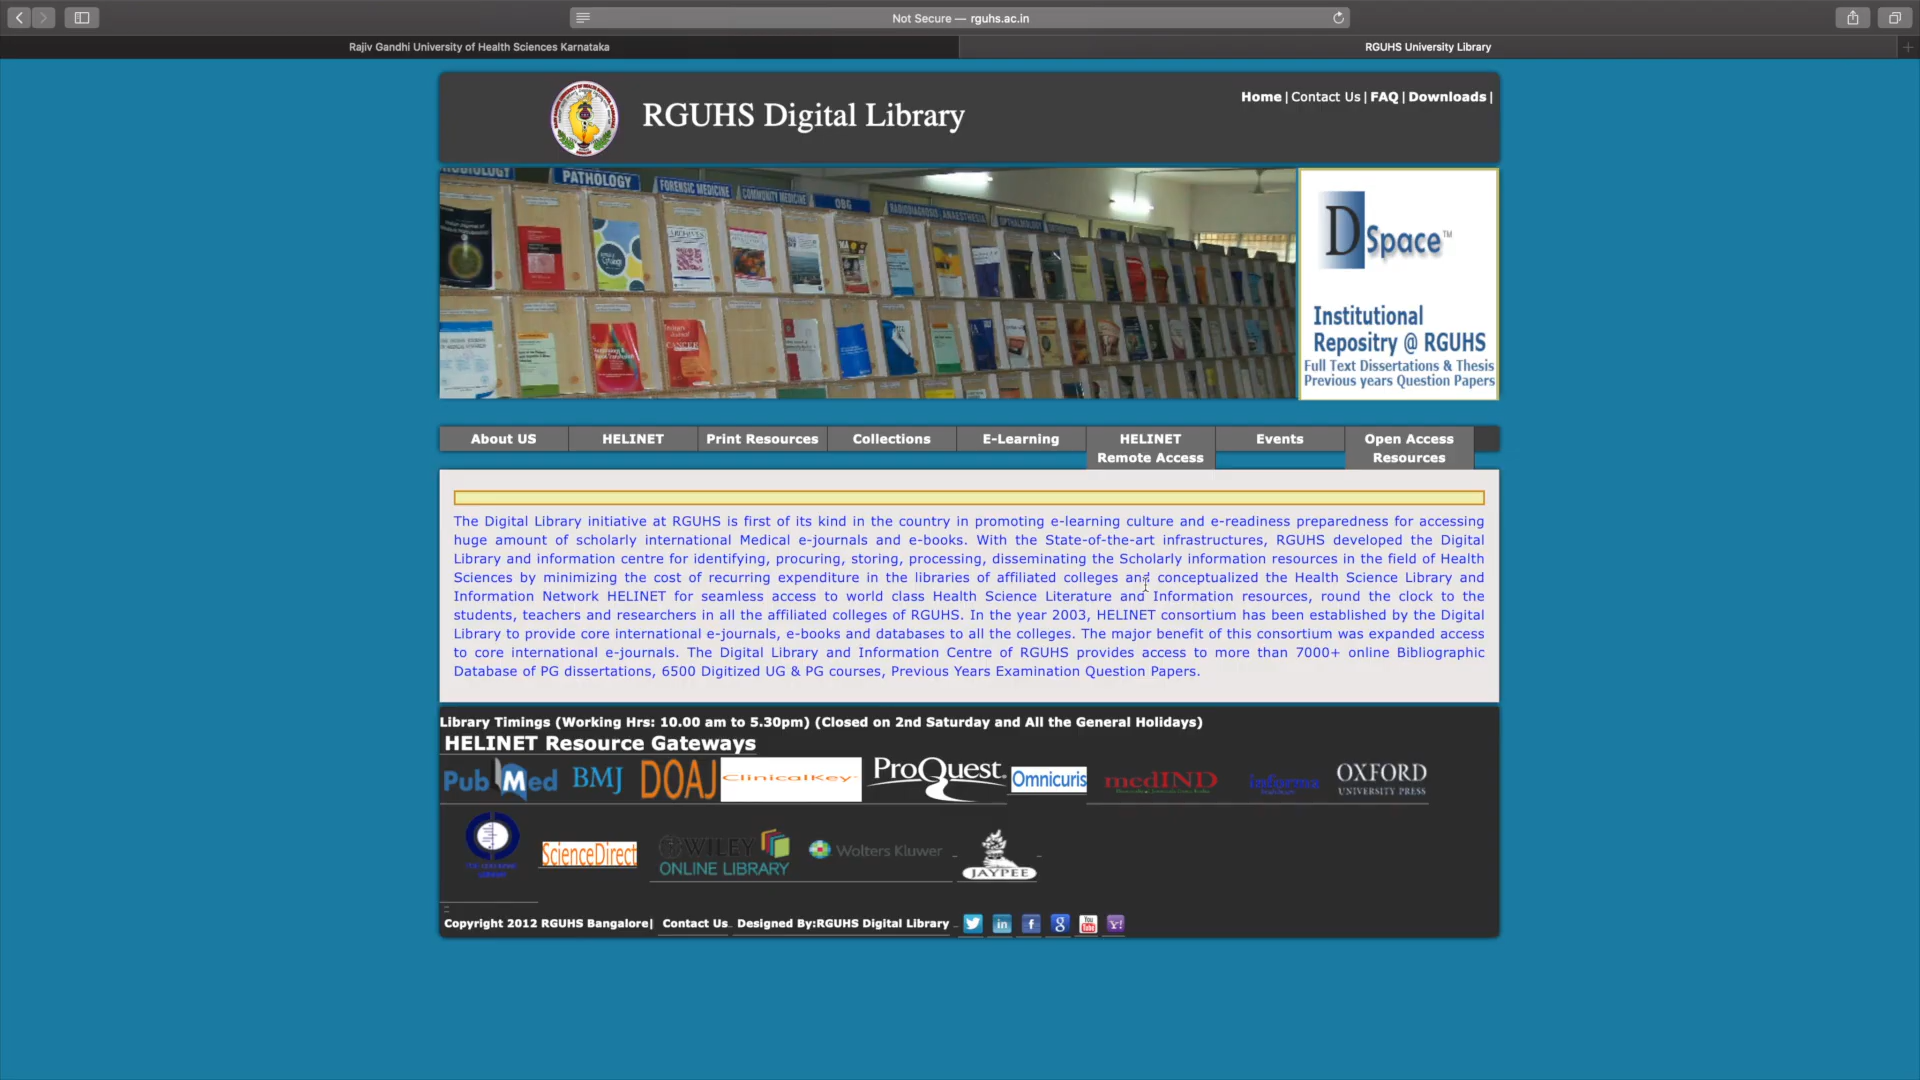 Not Secure — rguhs.ac.in
Rajiv Gandhi University of Health Sciences Karnataka
RGUHS University Library
RGUHS Digital Library
Home | Contact Us | FAQ | Downloads |
PATHOLOGY
FORENSIC MEDICINE
COMMUNITY MEDICINE
OBG
DSpace™
Institutional
Repositry @ RGUHS
Full Text Dissertations & Thesis
Previous years Question Papers
About US
HELINET
Print Resources
Collections
E-Learning
HELINET
Remote Access
Events
Open Access
Resources
The Digital Library initiative at RGUHS is first of its kind in the country in promoting e-learning culture and e-readiness preparedness for accessing
huge amount of scholarly international Medical e-journals and e-books. With the State-of-the-art infrastructures, RGUHS developed the Digital
Library and information centre for identifying, procuring, storing, processing, disseminating the Scholarly information resources in the field of Health
Sciences by minimizing the cost of recurring expenditure in the libraries of affiliated colleges and conceptualized the Health Science Library and
Information Network HELINET for seamless access to world class Health Science Literature and Information resources, round the clock to the
students, teachers and researchers in all the affiliated colleges of RGUHS. In the year 2003, HELINET consortium has been established by the Digital
Library to provide core international e-journals, e-books and databases to all the colleges. The major benefit of this consortium was expanded access
to core international e-journals. The Digital Library and Information Centre of RGUHS provides access to more than 7000+ online Bibliographic
Database of PG dissertations, 6500 Digitized UG & PG courses, Previous Years Examination Question Papers.
Library Timings (Working Hrs: 10.00 am to 5.30pm) (Closed on 2nd Saturday and All the General Holidays)
HELINET Resource Gateways
PubMed
BMJ
DOAJ
ClinicalKey
ProQuest
Omnicuris
medIND
informa
OXFORD
UNIVERSITY PRESS
ScienceDirect
WILEY
ONLINE LIBRARY
Wolters Kluwer
JAYPEE
Copyright 2012 RGUHS Bangalore| Contact Us Designed By:RGUHS Digital Library